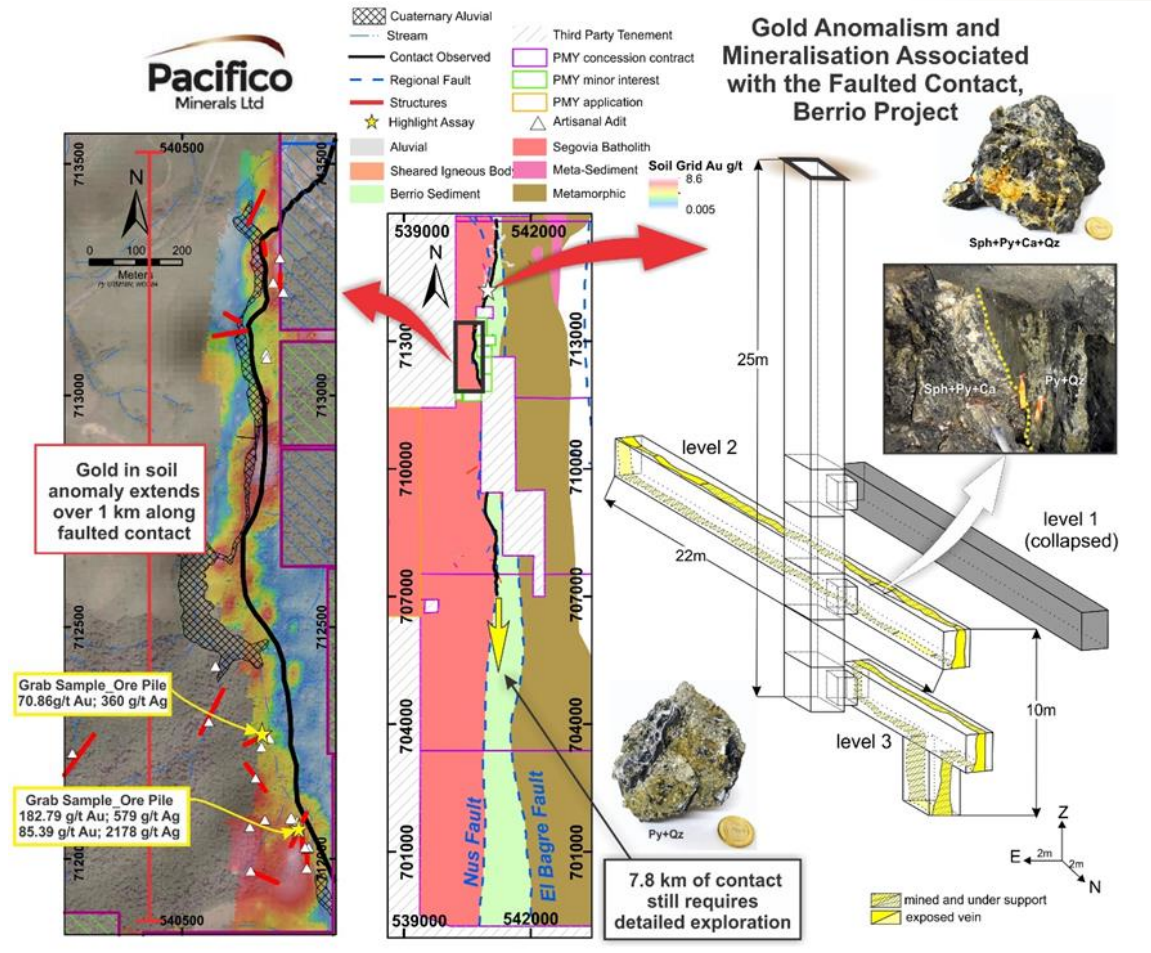 Pacifico
Minerals Ltd
Quaternary Aluvial
Stream
Contact Observed
Regional Fault
Structures
Highlight Assay
Aluvial
Sheared Igneous Body
Berrio Sediment
Third Party Tenement
PMY concession contract
PMY minor interest
PMY application
Artisanal Adit
Segovia Batholith
Meta-Sediment
Metamorphic
Soil Grid Au g/t
8.6
0.005
Gold Anomalism and
Mineralisation Associated
with the Faulted Contact,
Berrio Project
Sph+Py+Ca+Qz
540500
713500
713500
N
0 100 200
Meters
713000
713000
Gold in soil
anomaly extends
over 1 km along
faulted contact
712500
712500
Grab Sample_Ore Pile
70.86g/t Au; 360 g/t Ag
Grab Sample_Ore Pile
182.79 g/t Au; 579 g/t Ag
85.39 g/t Au; 2178 g/t Ag
712000
540500
539000
542000
N
713000
713000
710000
710000
707000
707000
704000
704000
701000
701000
Nus Fault
El Bagre Fault
539000
542000
7.8 km of contact
still requires
detailed exploration
Sph+Py+Ca
Py+Qz
25m
level 2
22m
level 1
(collapsed)
level 3
10m
Py+Qz
Z
E
2m
2m
N
mined and under support
exposed vein